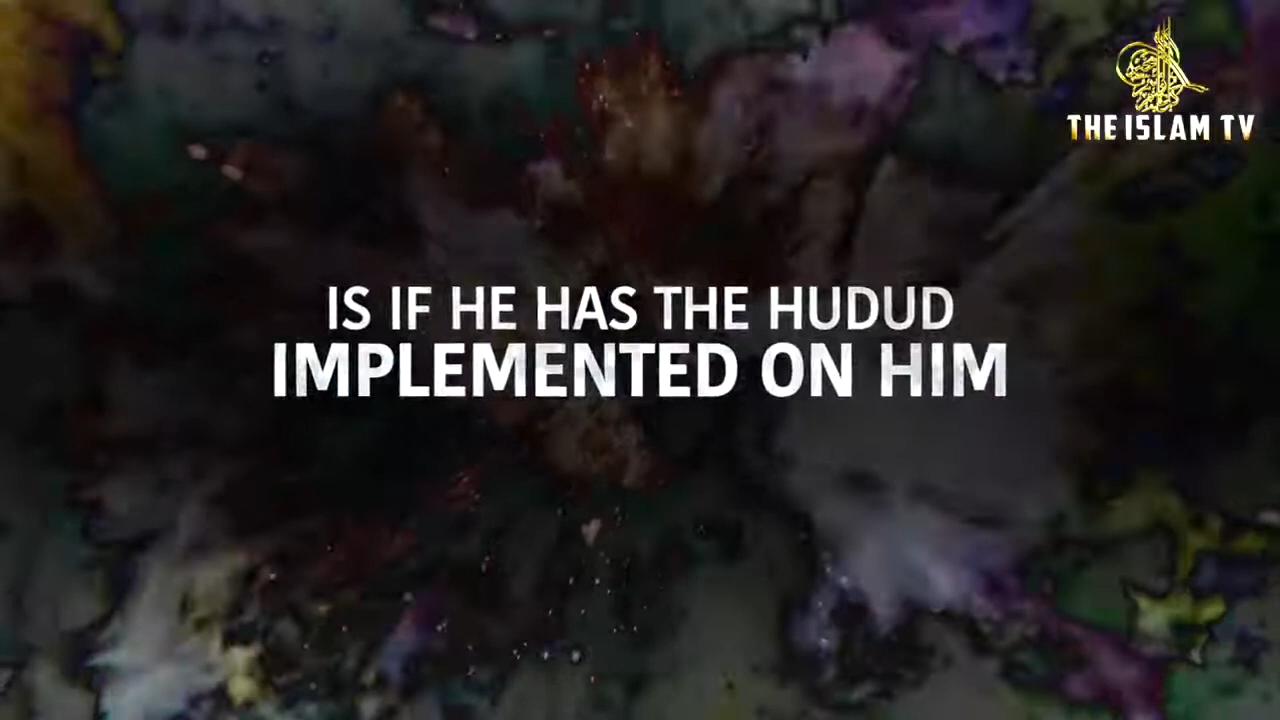 THE ISLAM TV
IS IF HE HAS THE HUDUD
IMPLEMENTED ON HIM